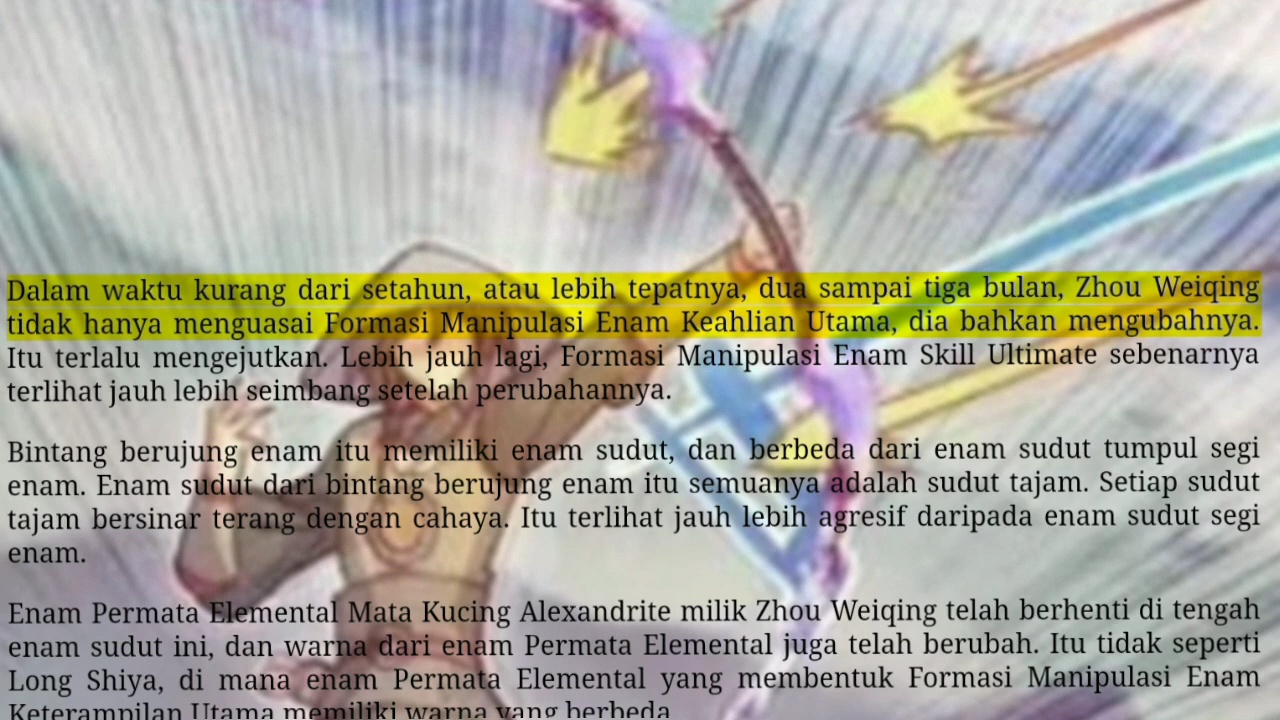 Dalam waktu kurang dari setahun, atau lebih tepatnya, dua sampai tiga bulan, Zhou Weiqing
tidak hanya menguasai Formasi Manipulasi Enam Keahlian Utama, dia bahkan mengubahnya.
Itu terlalu mengejutkan. Lebih jauh lagi, Formasi Manipulasi Enam Skill Ultimate sebenarnya
terlihat jauh lebih seimbang setelah perubahannya.
Bintang berujung enam itu memiliki enam sudut, dan berbeda dari enam sudut tumpul segi
enam. Enam sudut dari bintang berujung enam itu semuanya adalah sudut tajam. Setiap sudut
tajam bersinar terang dengan cahaya. Itu terlihat jauh lebih agresif daripada enam sudut segi
enam.
Enam Permata Elemental Mata Kucing Alexandrite milik Zhou Weiqing telah berhenti di tengah
enam sudut ini, dan warna dari enam Permata Elemental juga telah berubah. Itu tidak seperti
Long Shiya, di mana enam Permata Elemental yang membentuk Formasi Manipulasi Enam
Keterampilan Utama memiliki warna yang berbeda